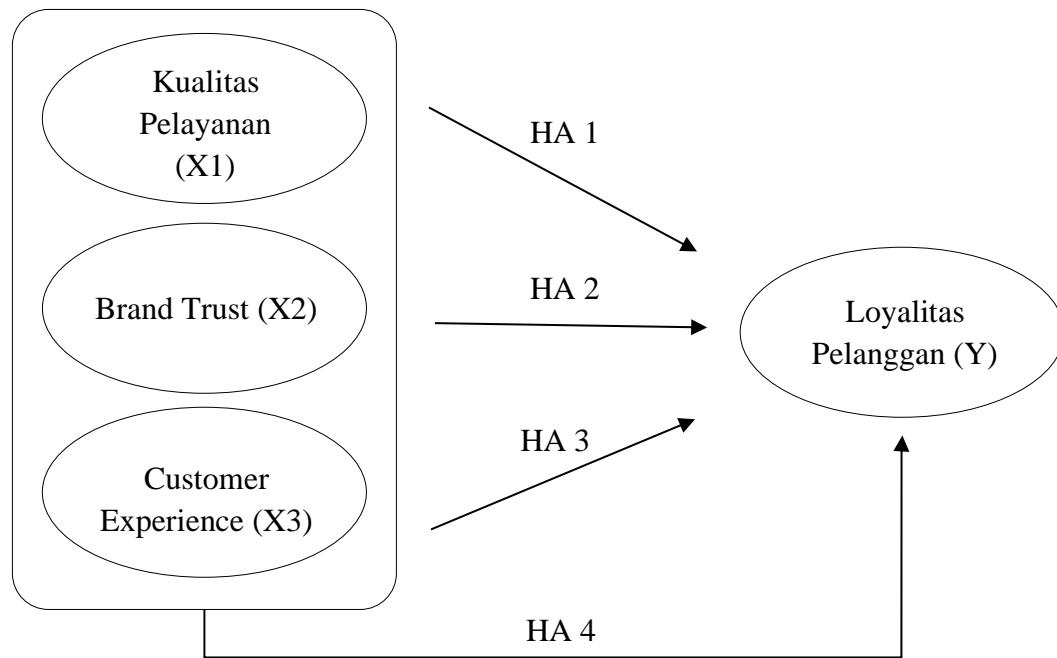 Kualitas
Pelayanan
(X1)
HA 1
Brand Trust (X2)
HA 2
Loyalitas
Pelanggan (Y)
Customer
Experience (X3)
HA 3
HA 4